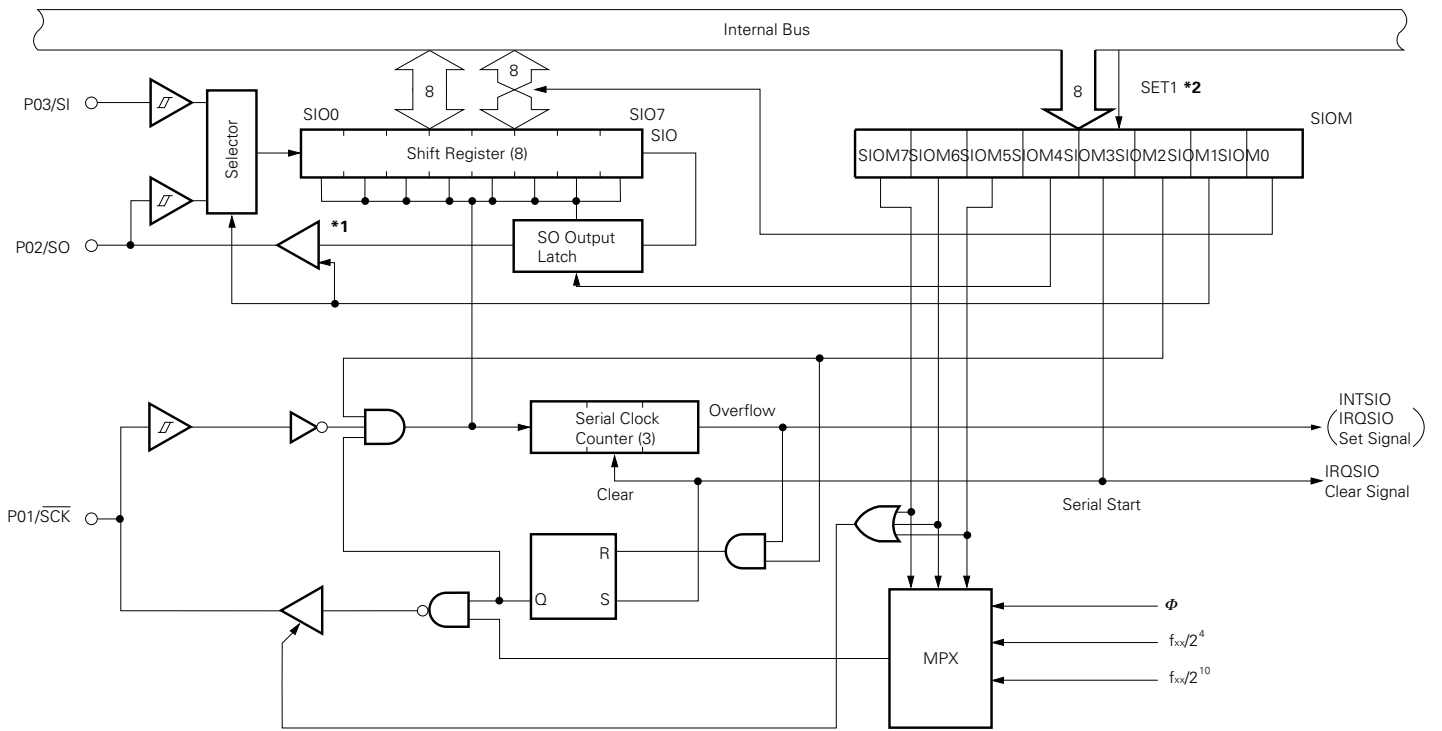 Internal Bus
P03/SI
8
8
8
SET1 *2
SIO0
SIO7
SIO
SIOM
Selector
Shift Register (8)
SIOM7SIOM6SIOM5SIOM4SIOM3SIOM2SIOM1SIOM0
*1
P02/SO
SO Output
Latch
Serial Clock
Counter (3)
Overflow
INTSIO
(IRQSIO
Set Signal)
Clear
Serial Start
IRQSIO
Clear Signal
P01/S̅C̅K̅
R
Q
S
MPX
Φ
fxx/2⁴
fxx/2¹⁰